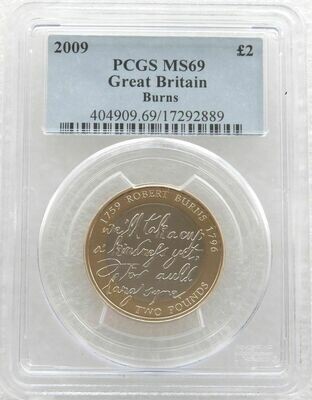 2009 £2
PCGS MS69
Great Britain
Burns
404909.69/17292889
1759 ROBERT BURNS 1796
we'll tak a cup
a kindness yet,
for auld
lang syne
TWO POUNDS